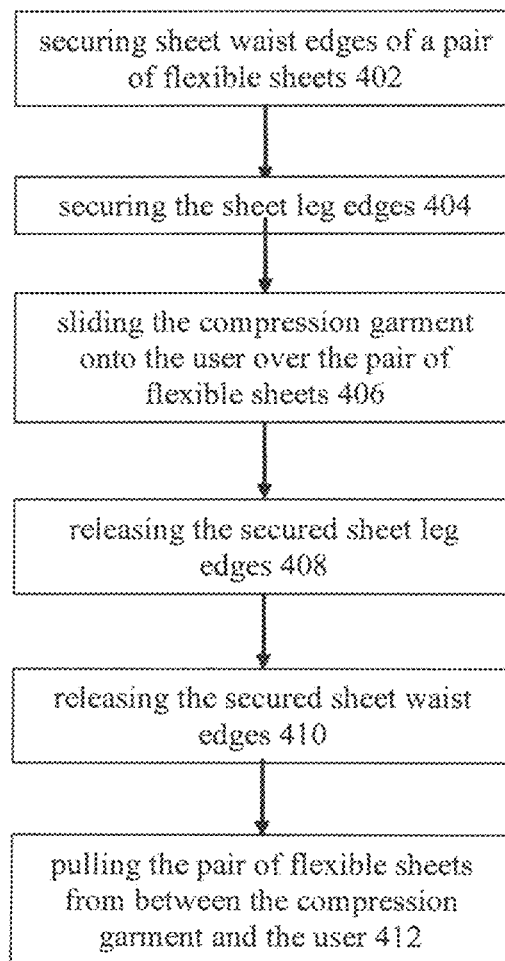 securing sheet waist edges of a pair
of flexible sheets 402
securing the sheet leg edges 404
sliding the compression garment
onto the user over the pair of
flexible sheets 406
releasing the secured sheet leg
edges 408
releasing the secured sheet waist
edges 410
pulling the pair of flexible sheets
from between the compression
garment and the user 412